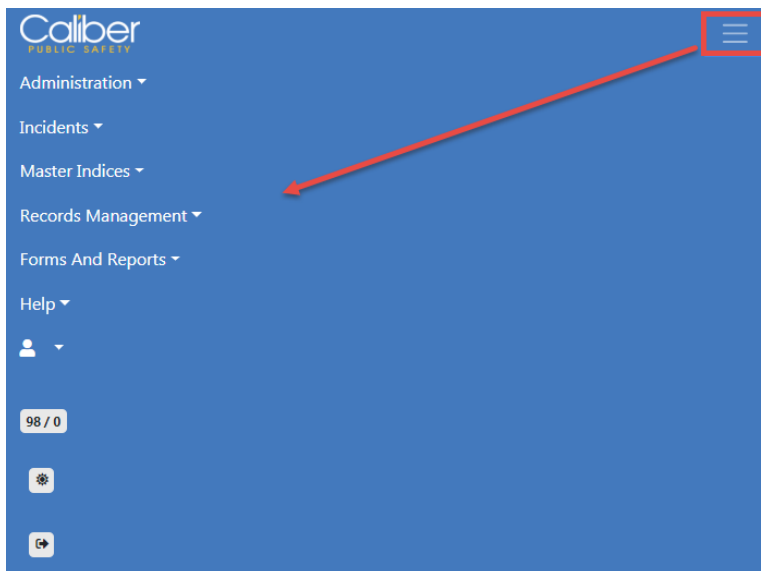 Caliber
PUBLIC SAFETY
Administration
Incidents
Master Indices
Records Management
Forms And Reports
Help
98 / 0